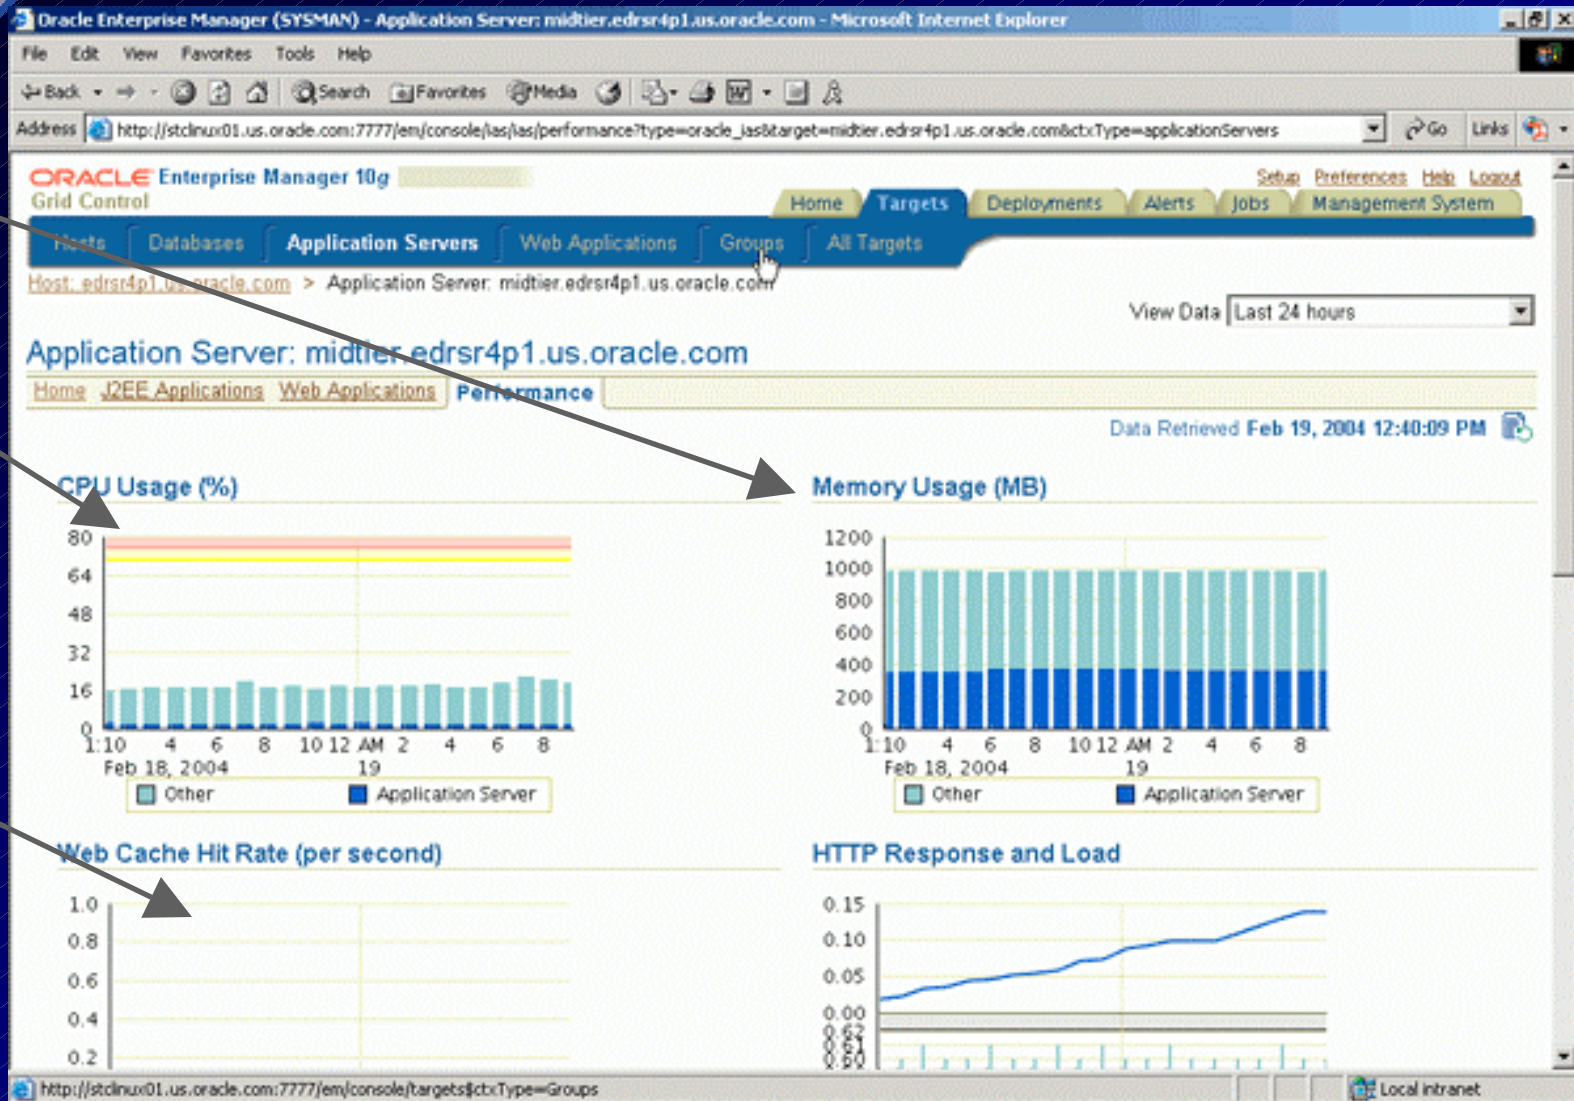 Oracle Enterprise Manager (SYSMAN) - Application Server: midtier.edrsr4p1.us.oracle.com - Microsoft Internet Explorer
File Edit View Favorites Tools Help
Back Search Favorites Media
Address http://stclinux01.us.oracle.com:7777/em/console/ias/ias/performance?type=oracle_ias&target=midtier.edrsr4p1.us.oracle.com&ctxType=applicationServers Go Links
ORACLE Enterprise Manager 10g
Grid Control
Setup Preferences Help Logout
Home Targets Deployments Alerts Jobs Management System
Hosts Databases Application Servers Web Applications Groups All Targets
Host: edrsr4p1.us.oracle.com > Application Server: midtier.edrsr4p1.us.oracle.com
View Data Last 24 hours
Application Server: midtier.edrsr4p1.us.oracle.com
Home J2EE Applications Web Applications Performance
Data Retrieved Feb 19, 2004 12:40:09 PM
CPU Usage (%)
80
64
48
32
16
0
1:10 4 6 8 10 12 AM 2 4 6 8
Feb 18, 2004 19
Other Application Server
Memory Usage (MB)
1200
1000
800
600
400
200
0
1:10 4 6 8 10 12 AM 2 4 6 8
Feb 18, 2004 19
Other Application Server
Web Cache Hit Rate (per second)
1.0
0.8
0.6
0.4
0.2
HTTP Response and Load
0.15
0.10
0.05
0.00
0.62
0.61
0.60
http://stclinux01.us.oracle.com:7777/em/console/targets$ctxType=Groups
Local intranet